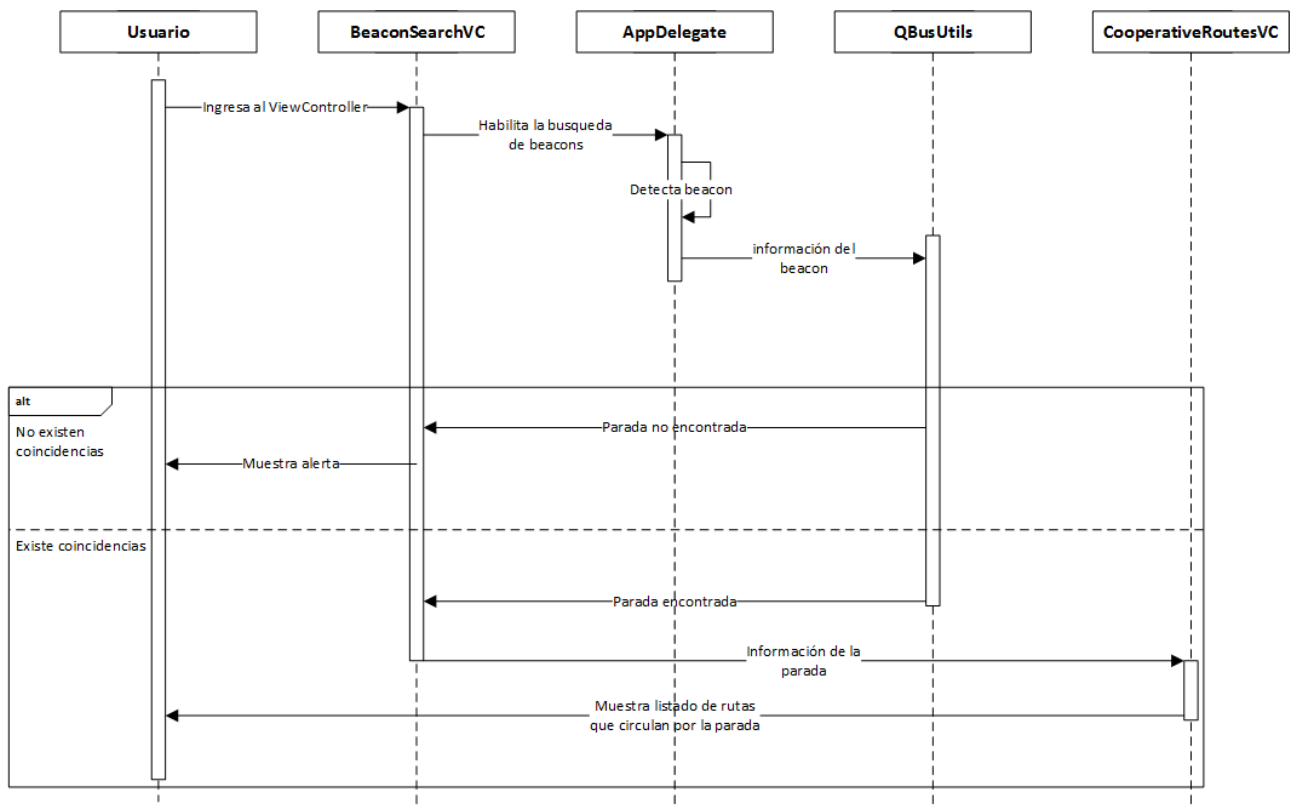 Usuario
BeaconSearchVC
AppDelegate
QBusUtils
CooperativeRoutesVC
Ingresa al ViewController
Habilita la busqueda
de beacons
Detecta beacon
información del
beacon
alt
No existen
coincidencias
Parada no encontrada
Muestra alerta
Existe coincidencias
Parada encontrada
Información de la
parada
Muestra listado de rutas
que circulan por la parada